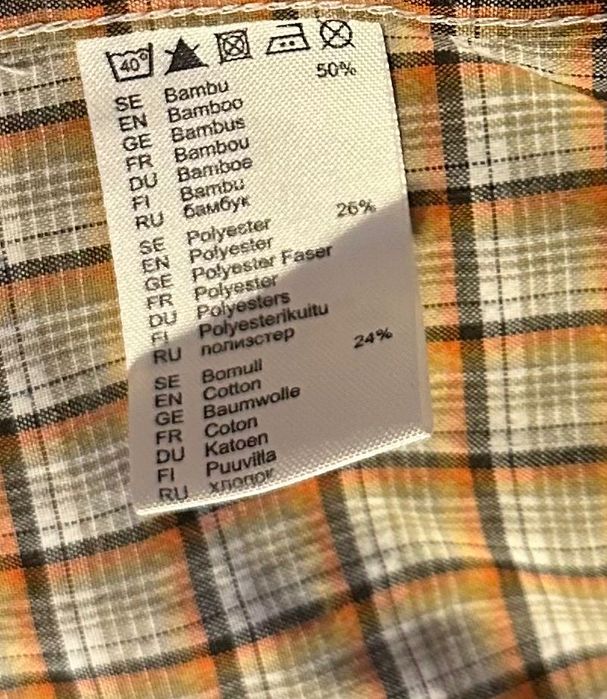 40°
50%
SE Bambu
EN Bamboo
GE Bambus
FR Bambou
DU Bamboe
FI Bambu
RU бамбук
26%
SE Polyester
EN Polyester
GE Polyester Faser
FR Polyester
DU Polyesters
FI Polyesterikuitu
RU полиэстер
24%
SE Bomull
EN Cotton
GE Baumwolle
FR Coton
DU Katoen
FI Puuvilla
RU хлопок